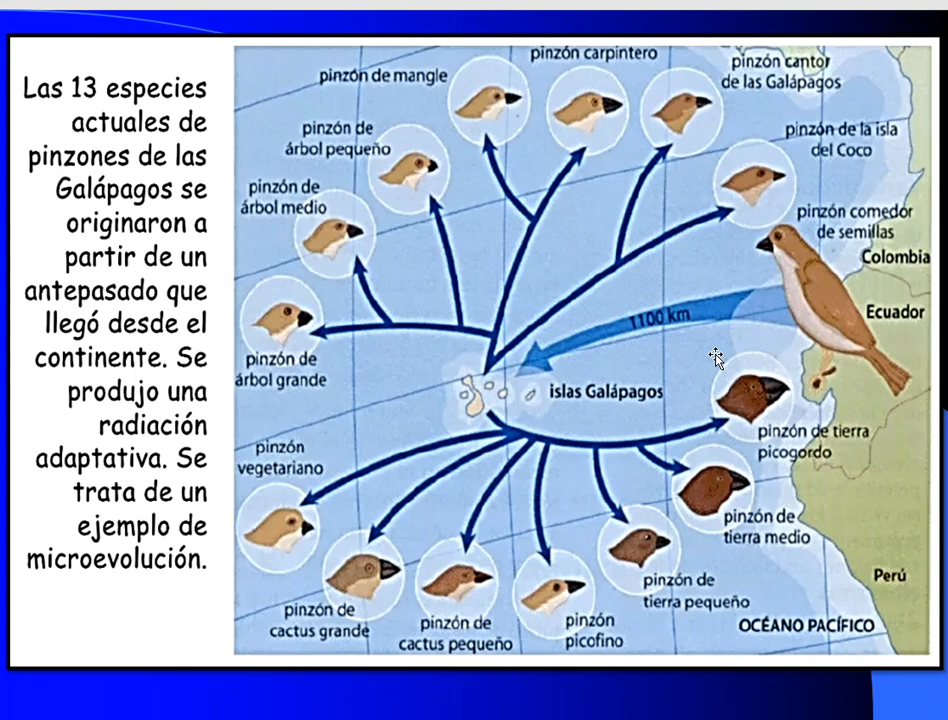 Las 13 especies
actuales de
pinzones de las
Galápagos se
originaron a
partir de un
antepasado que
llegó desde el
continente. Se
produjo una
radiación
adaptativa. Se
trata de un
ejemplo de
microevolución.
pinzón carpintero
pinzón de mangle
pinzón cantor
de las Galápagos
pinzón de
árbol pequeño
pinzón de la isla
del Coco
pinzón de
árbol medio
pinzón comedor
de semillas
Colombia
Ecuador
1100 km
pinzón de
árbol grande
islas Galápagos
pinzón de tierra
picogordo
pinzón
vegetariano
pinzón de
tierra medio
Perú
pinzón de
tierra pequeño
pinzón de
cactus grande
pinzón de
cactus pequeño
pinzón
picofino
OCÉANO PACÍFICO